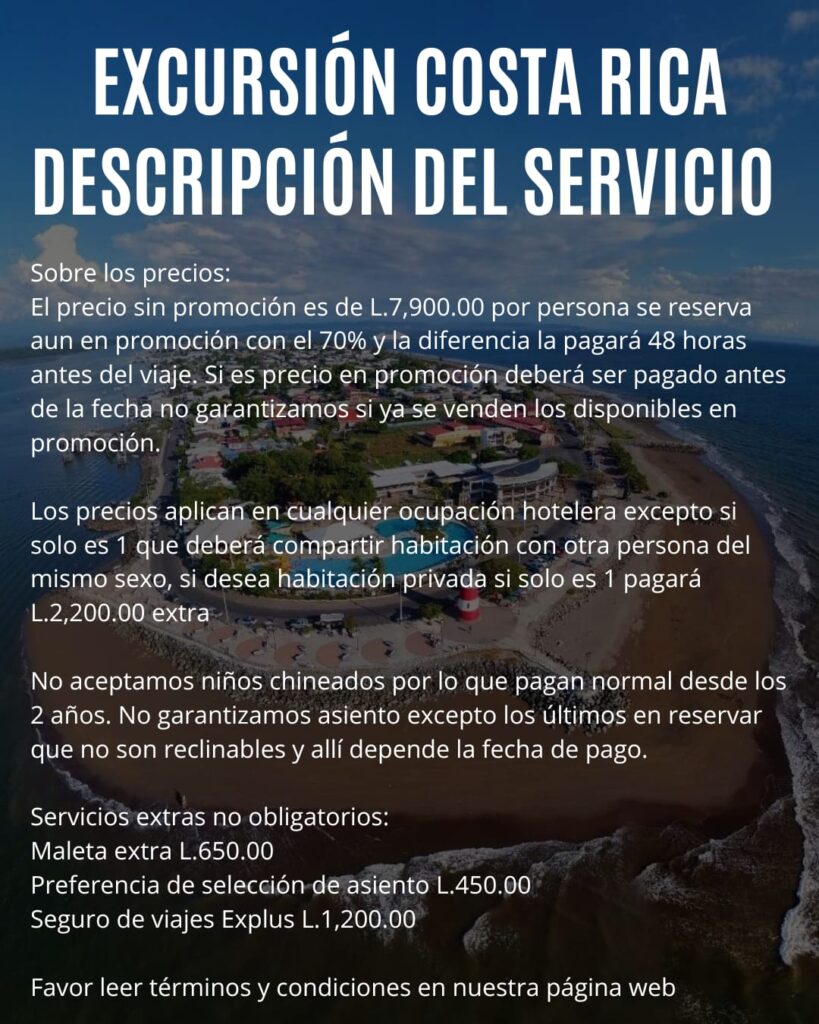 EXCURSIÓN COSTA RICA
DESCRIPCIÓN DEL SERVICIO
Sobre los precios:
El precio sin promoción es de L.7,900.00 por persona se reserva
aun en promoción con el 70% y la diferencia la pagará 48 horas
antes del viaje. Si es precio en promoción deberá ser pagado antes
de la fecha no garantizamos si ya se venden los disponibles en
promoción.
Los precios aplican en cualquier ocupación hotelera excepto si
solo es 1 que deberá compartir habitación con otra persona del
mismo sexo, si desea habitación privada si solo es 1 pagará
L.2,200.00 extra
No aceptamos niños chineados por lo que pagan normal desde los
2 años. No garantizamos asiento excepto los últimos en reservar
que no son reclinables y allí depende la fecha de pago.
Servicios extras no obligatorios:
Maleta extra L.650.00
Preferencia de selección de asiento L.450.00
Seguro de viajes Explus L.1,200.00
Favor leer términos y condiciones en nuestra página web